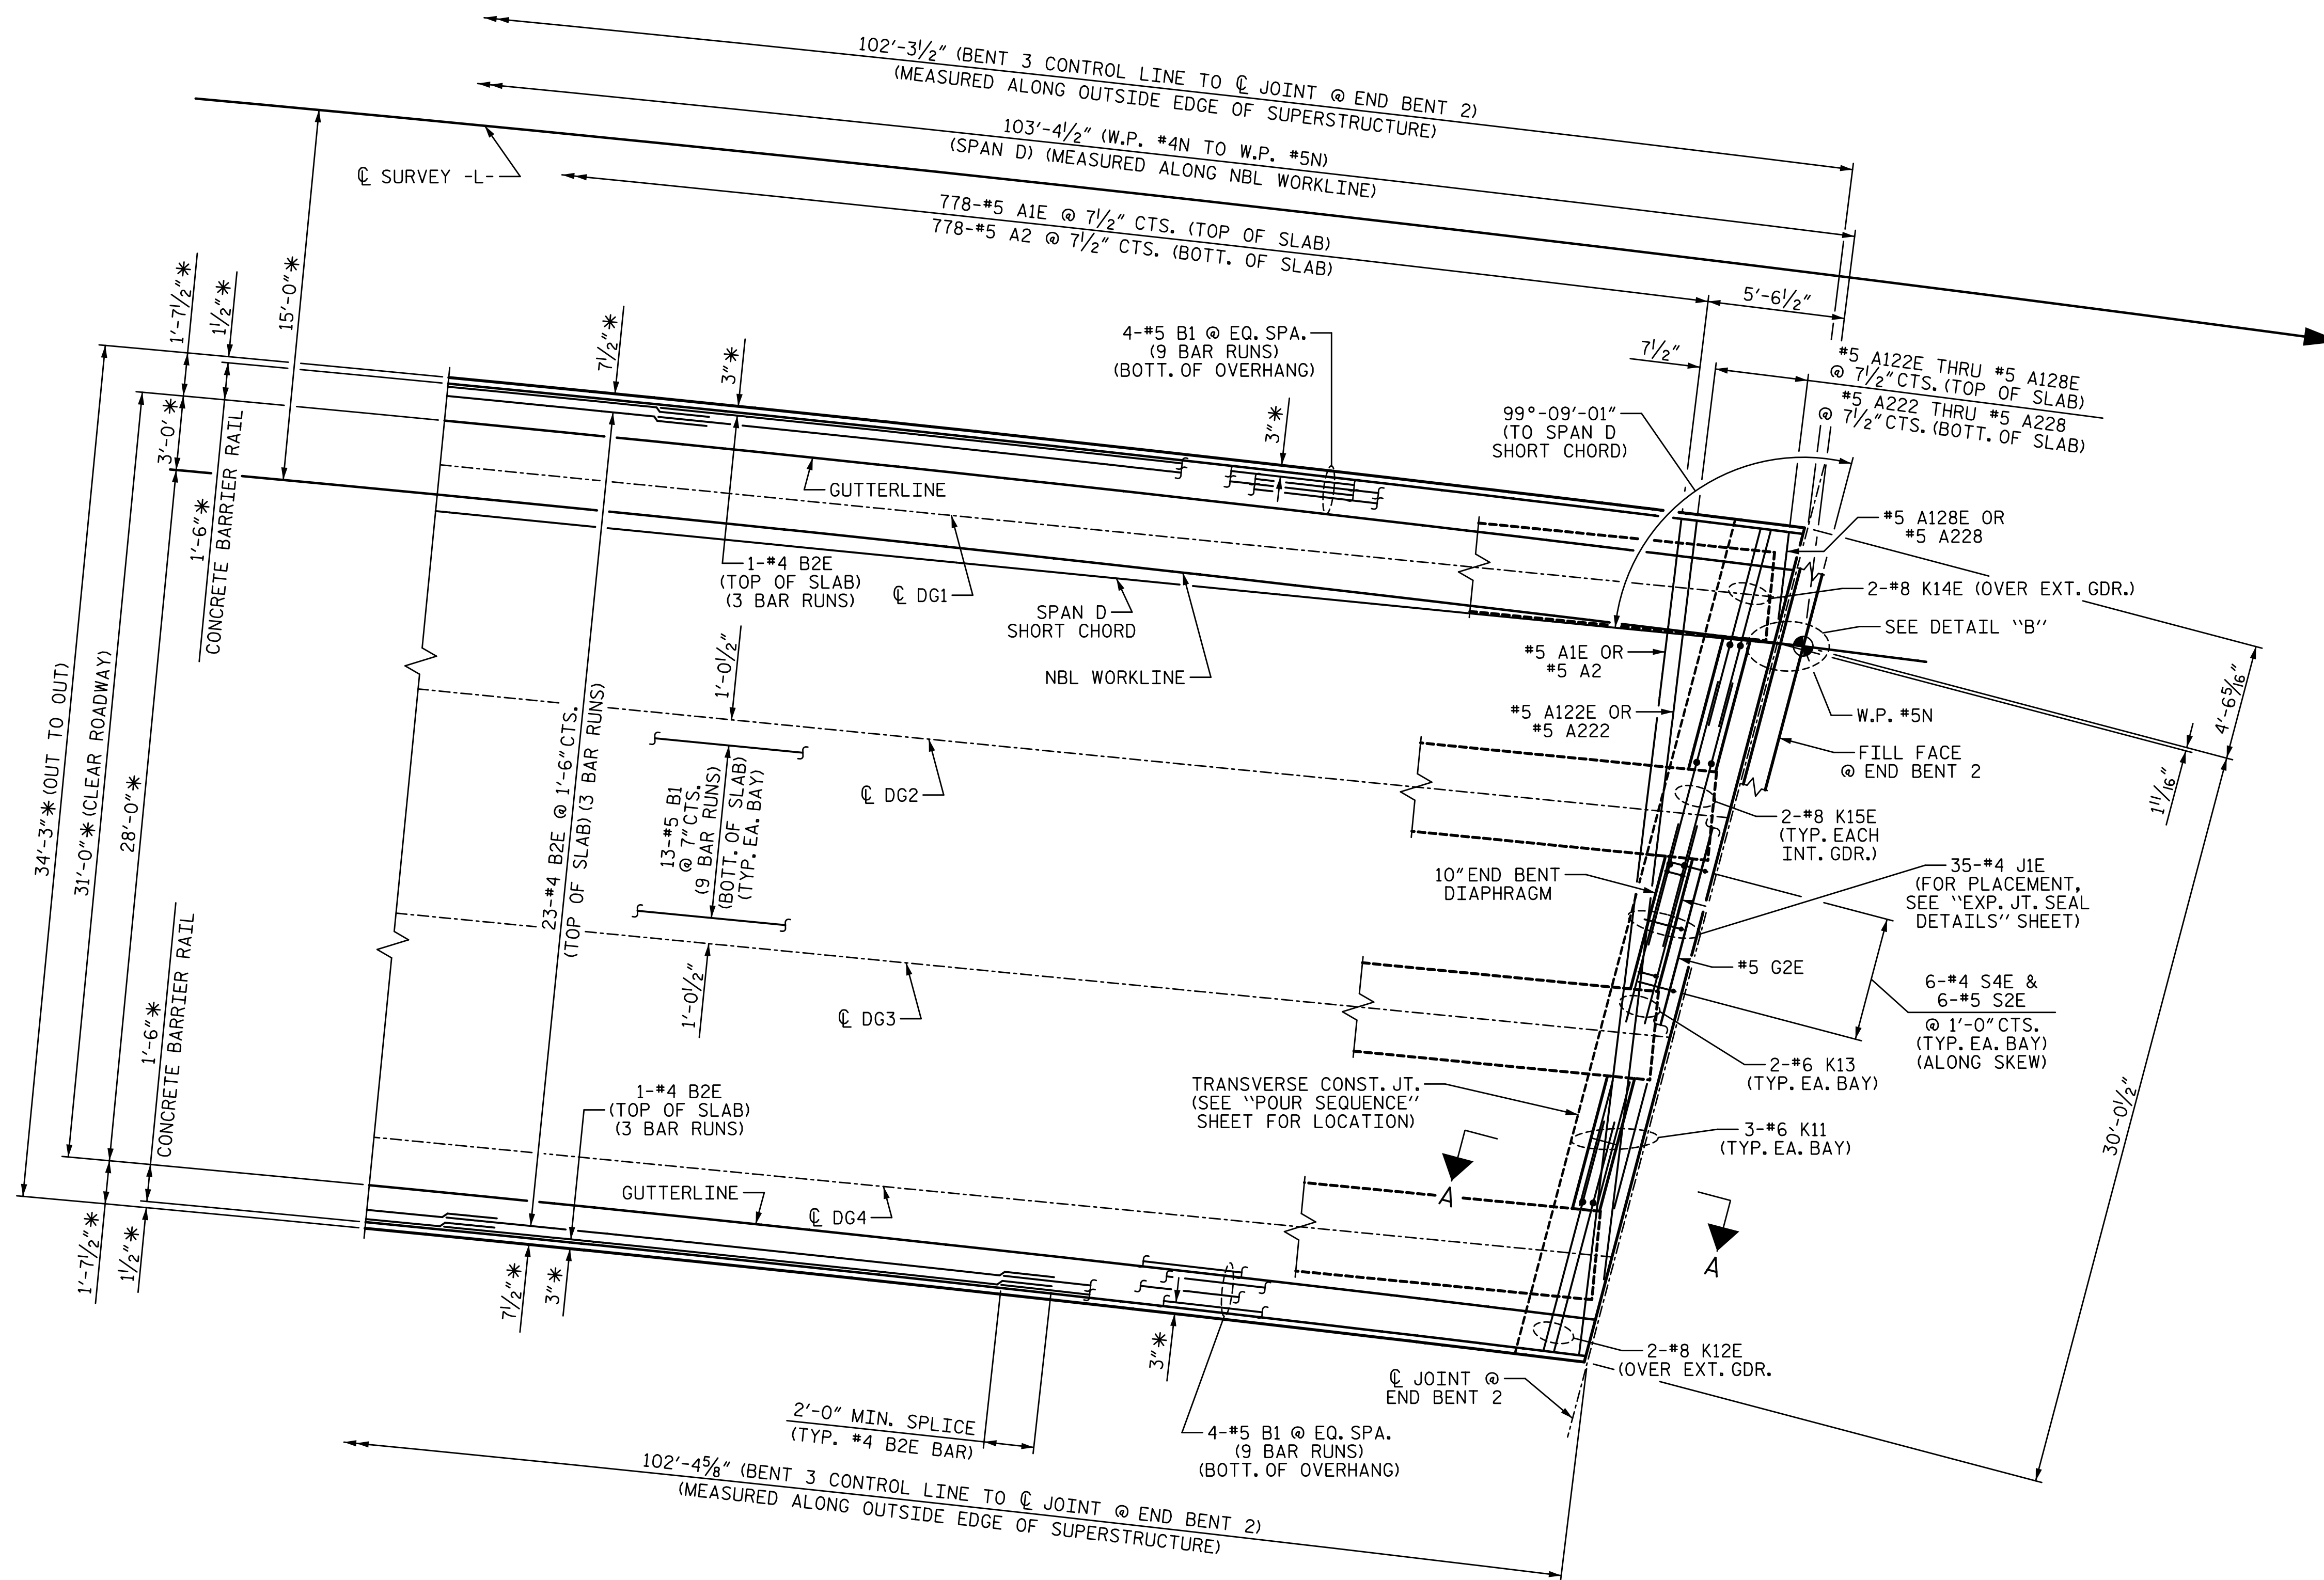 102'-3½" (BENT 3 CONTROL LINE TO ℄ JOINT @ END BENT 2)
(MEASURED ALONG OUTSIDE EDGE OF SUPERSTRUCTURE)
103'-4½" (W.P. #4N TO W.P. #5N)
(SPAN D) (MEASURED ALONG NBL WORKLINE)
℄ SURVEY -L-
778-#5 A1E @ 7½" CTS. (TOP OF SLAB)
778-#5 A2 @ 7½" CTS. (BOTT. OF SLAB)
5'-6½"
7½"
#5 A122E THRU #5 A128E
@ 7½" CTS. (TOP OF SLAB)
#5 A222 THRU #5 A228
@ 7½" CTS. (BOTT. OF SLAB)
1'-7½"✳
1½"✳
15'-0"✳
7½"✳
3"✳
4-#5 B1 @ EQ. SPA.
(9 BAR RUNS)
(BOTT. OF OVERHANG)
3"✳
99°-09'-01"
(TO SPAN D
SHORT CHORD)
3'-0'✳
1'-6"✳
CONCRETE BARRIER RAIL
GUTTERLINE
#5 A128E OR
#5 A228
1-#4 B2E
(TOP OF SLAB)
(3 BAR RUNS)
℄ DG1
SPAN D
SHORT CHORD
NBL WORKLINE
2-#8 K14E (OVER EXT. GDR.)
SEE DETAIL ``B''
#5 A1E OR
#5 A2
#5 A122E OR
#5 A222
W.P. #5N
FILL FACE
@ END BENT 2
4'-6⁵⁄₁₆"
1¹¹⁄₁₆"
34'-3"✳ (OUT TO OUT)
31'-0"✳ (CLEAR ROADWAY)
28'-0"✳
23-#4 B2E @ 1'-6" CTS.
(TOP OF SLAB) (3 BAR RUNS)
1'-0½"
13-#5 B1
@ 7" CTS.
(9 BAR RUNS)
(BOTT. OF SLAB)
(TYP. EA. BAY)
1'-0½"
℄ DG2
2-#8 K15E
(TYP. EACH
INT. GDR.)
10" END BENT
DIAPHRAGM
35-#4 J1E
(FOR PLACEMENT,
SEE ``EXP. JT. SEAL
DETAILS'' SHEET)
#5 G2E
6-#4 S4E &
6-#5 S2E
@ 1'-0" CTS.
(TYP. EA. BAY)
(ALONG SKEW)
℄ DG3
2-#6 K13
(TYP. EA. BAY)
1'-6"✳
CONCRETE BARRIER RAIL
1-#4 B2E
(TOP OF SLAB)
(3 BAR RUNS)
TRANSVERSE CONST. JT.
(SEE ``POUR SEQUENCE''
SHEET FOR LOCATION)
3-#6 K11
(TYP. EA. BAY)
30'-0½"
A
A
GUTTERLINE
℄ DG4
1'-7½"✳
1½"✳
7½"✳
3"✳
3"✳
2-#8 K12E
(OVER EXT. GDR.
℄ JOINT @
END BENT 2
2'-0" MIN. SPLICE
(TYP. #4 B2E BAR)
4-#5 B1 @ EQ. SPA.
(9 BAR RUNS)
(BOTT. OF OVERHANG)
102'-4⅝" (BENT 3 CONTROL LINE TO ℄ JOINT @ END BENT 2)
(MEASURED ALONG OUTSIDE EDGE OF SUPERSTRUCTURE)